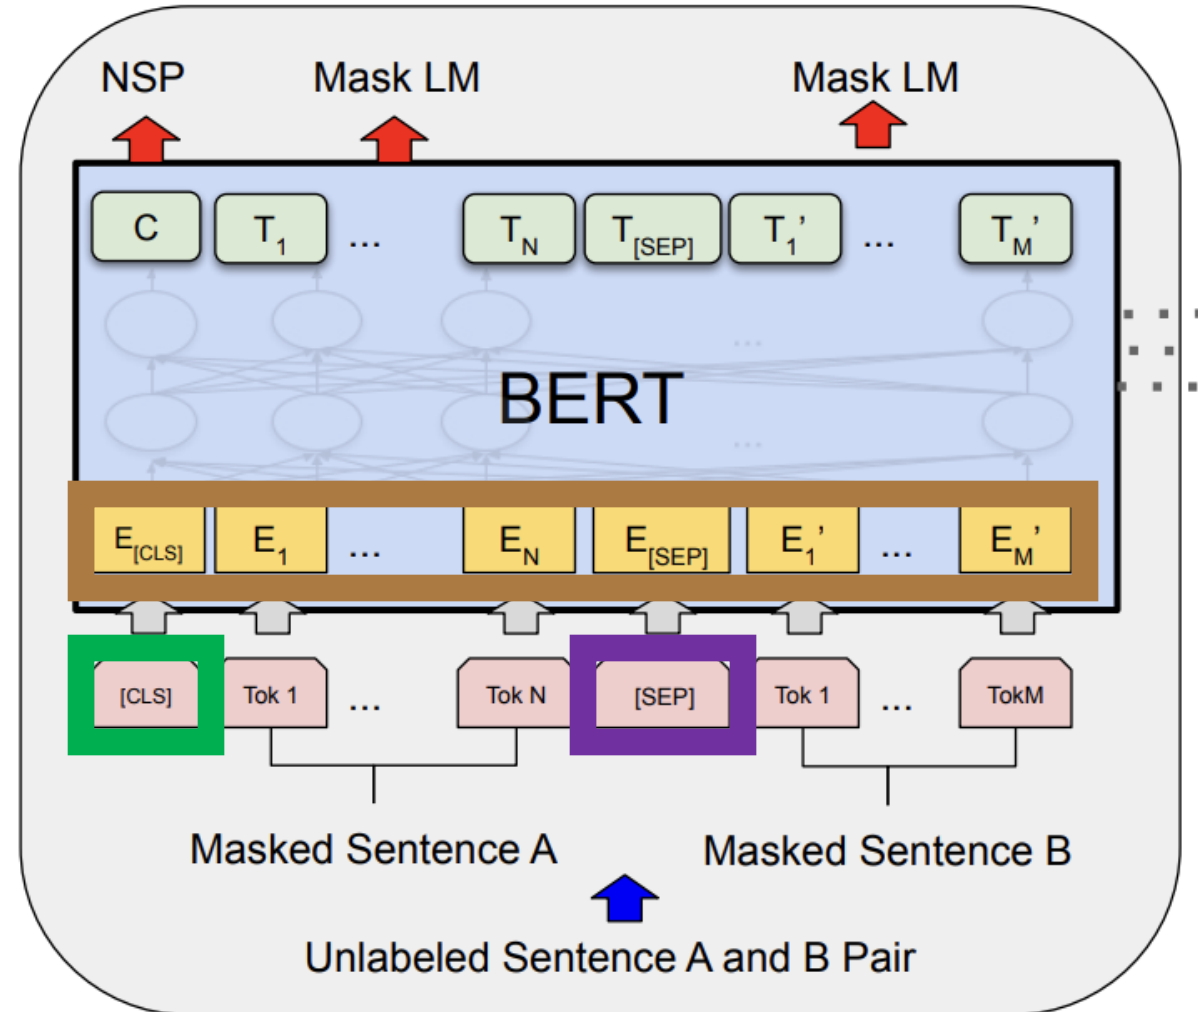 NSP Mask LM Mask LM
C T1 ... TN T[SEP] T1’ ... TM’
...
BERT
...
E[CLS] E1 ... EN E[SEP] E1’ ... EM’
[CLS] Tok 1 ... Tok N [SEP] Tok 1 ... TokM
Masked Sentence A Masked Sentence B
Unlabeled Sentence A and B Pair